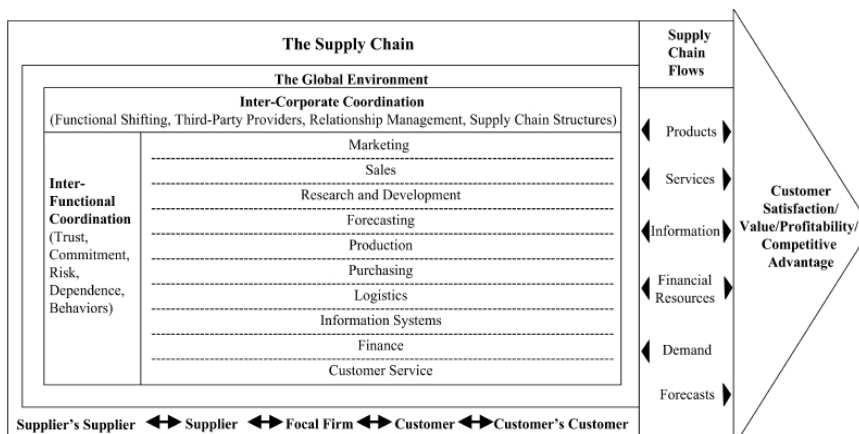 The Supply Chain
The Global Environment
Inter-Corporate Coordination
(Functional Shifting, Third-Party Providers, Relationship Management, Supply Chain Structures)
Inter-
Functional
Coordination
(Trust,
Commitment,
Risk,
Dependence,
Behaviors)
Marketing
Sales
Research and Development
Forecasting
Production
Purchasing
Logistics
Information Systems
Finance
Customer Service
Supplier's Supplier Supplier Focal Firm Customer Customer's Customer
Supply
Chain
Flows
Products
Services
Information
Financial
Resources
Demand
Forecasts
Customer
Satisfaction/
Value/Profitability/
Competitive
Advantage